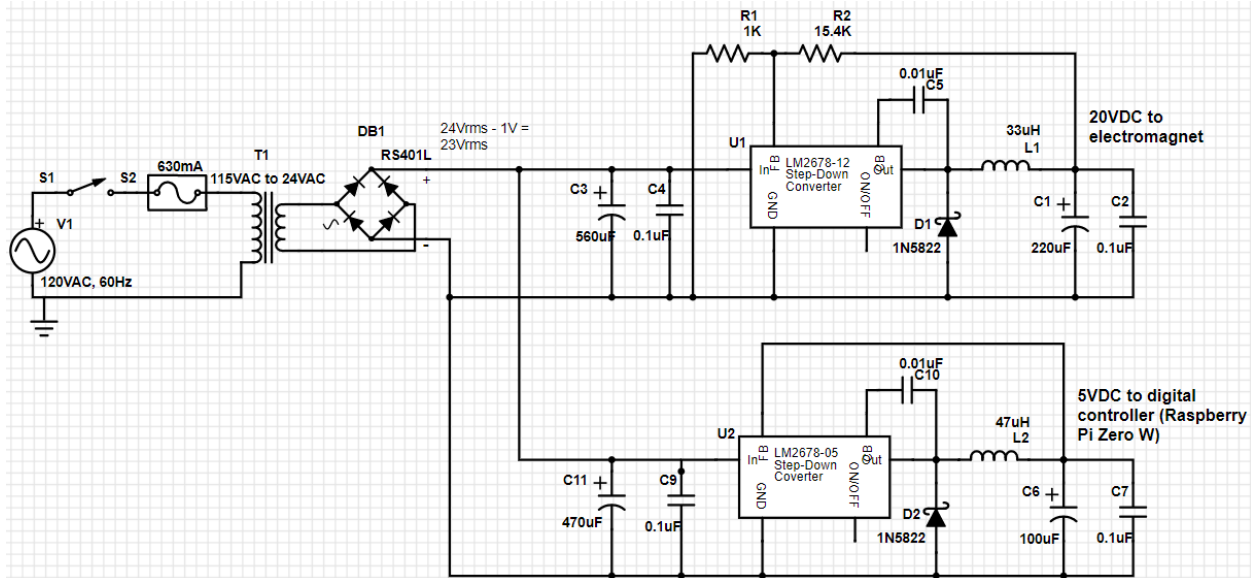 R1
1K
R2
15.4K
0.01uF
C5
DB1
24Vrms - 1V =
23Vrms
RS401L
+
-
S1
S2
630mA
T1
115VAC to 24VAC
+
V1
120VAC, 60Hz
U1
LM2678-12
Step-Down
Converter
In
FB
GND
ON/OFF
CB
Out
33uH
L1
20VDC to
electromagnet
C3
+
560uF
C4
0.1uF
D1
1N5822
C1
+
220uF
C2
0.1uF
0.01uF
C10
U2
LM2678-05
Step-Down
Coverter
In
FB
GND
ON/OFF
CB
Out
47uH
L2
5VDC to digital
controller (Raspberry
Pi Zero W)
C11
+
470uF
C9
0.1uF
D2
1N5822
C6
+
100uF
C7
0.1uF